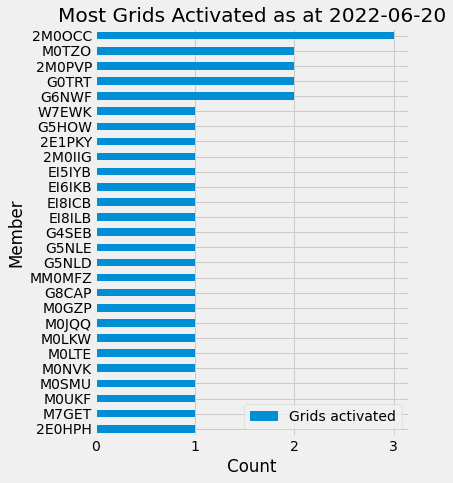 Most Grids Activated as at 2022-06-20
2M0OCC
M0TZO
2M0PVP
G0TRT
G6NWF
W7EWK
G5HOW
2E1PKY
2M0IIG
EI5IYB
EI6IKB
EI8ICB
EI8ILB
G4SEB
G5NLE
G5NLD
MM0MFZ
G8CAP
M0GZP
M0JQQ
M0LKW
M0LTE
M0NVK
M0SMU
M0UKF
M7GET
2E0HPH
Member
Grids activated
0 1 2 3
Count